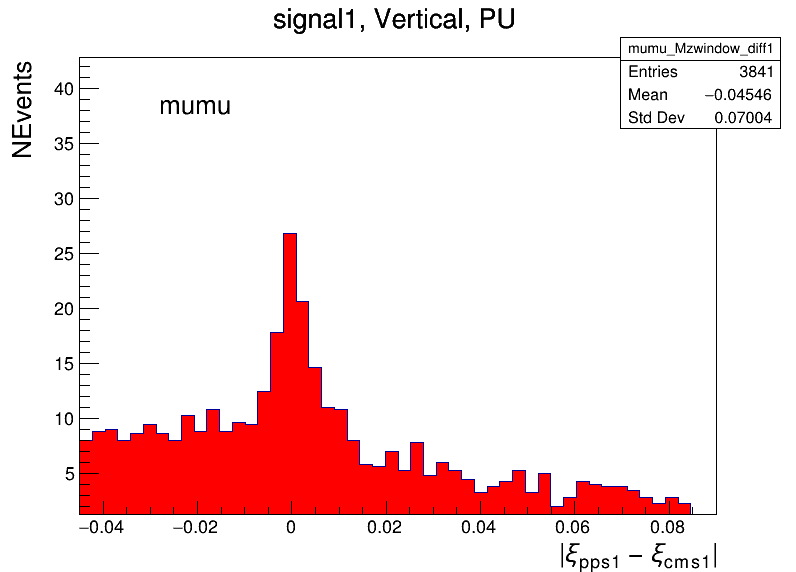 signal1, Vertical, PU
mumu_Mzwindow_diff1
Entries 3841
Mean −0.04546
Std Dev 0.07004
NEvents
mumu
40
35
30
25
20
15
10
5
−0.04 −0.02 0 0.02 0.04 0.06 0.08
|ξpps1 − ξcms1|